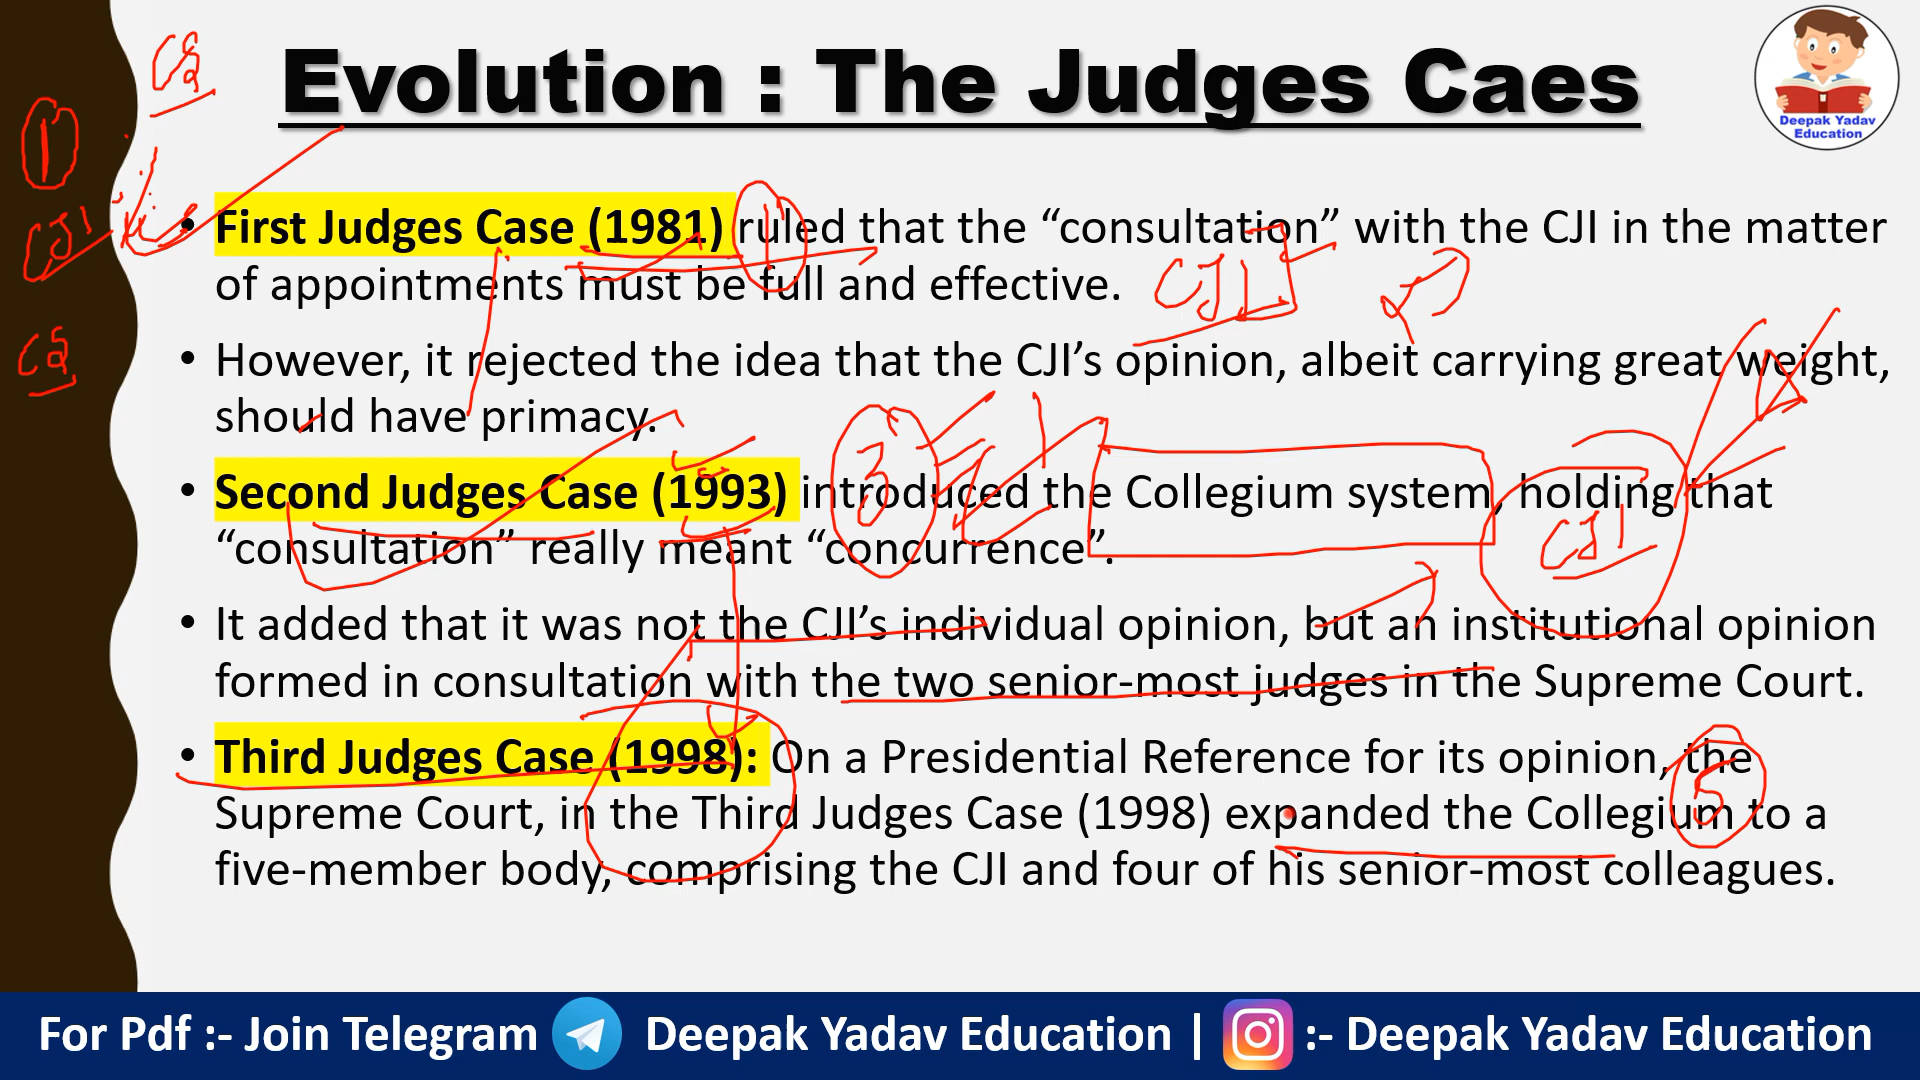 Evolution : The Judges Caes
Deepak Yadav
Education
• First Judges Case (1981) ruled that the “consultation” with the CJI in the matter
of appointments must be full and effective.
• However, it rejected the idea that the CJI’s opinion, albeit carrying great weight,
should have primacy.
• Second Judges Case (1993) introduced the Collegium system, holding that
“consultation” really meant “concurrence”.
• It added that it was not the CJI’s individual opinion, but an institutional opinion
formed in consultation with the two senior-most judges in the Supreme Court.
• Third Judges Case (1998): On a Presidential Reference for its opinion, the
Supreme Court, in the Third Judges Case (1998) expanded the Collegium to a
five-member body, comprising the CJI and four of his senior-most colleagues.
1
CJI
CJI
3
CJI
5
For Pdf :- Join Telegram Deepak Yadav Education | :- Deepak Yadav Education